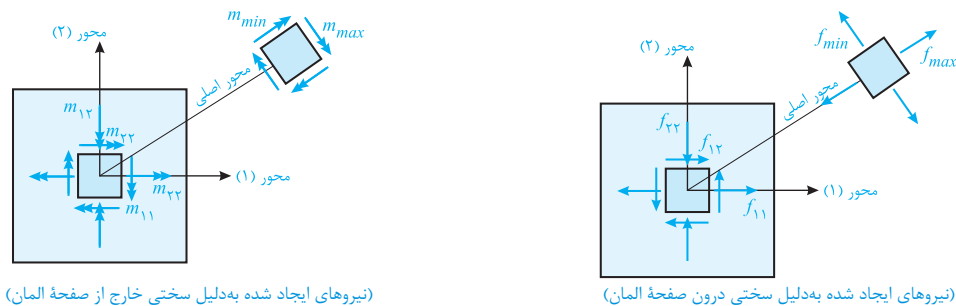 m_min
m_max
محور (۲)
محور اصلی
m_۱۲
m_۲۲
محور (۱)
m_۲۲
m_۱۱
(نیروهای ایجاد شده به‌دلیل سختی خارج از صفحهٔ المان)
f_min
f_max
محور (۲)
محور اصلی
f_۲۲
f_۱۲
محور (۱)
f_۱۱
(نیروهای ایجاد شده به‌دلیل سختی درون صفحهٔ المان)